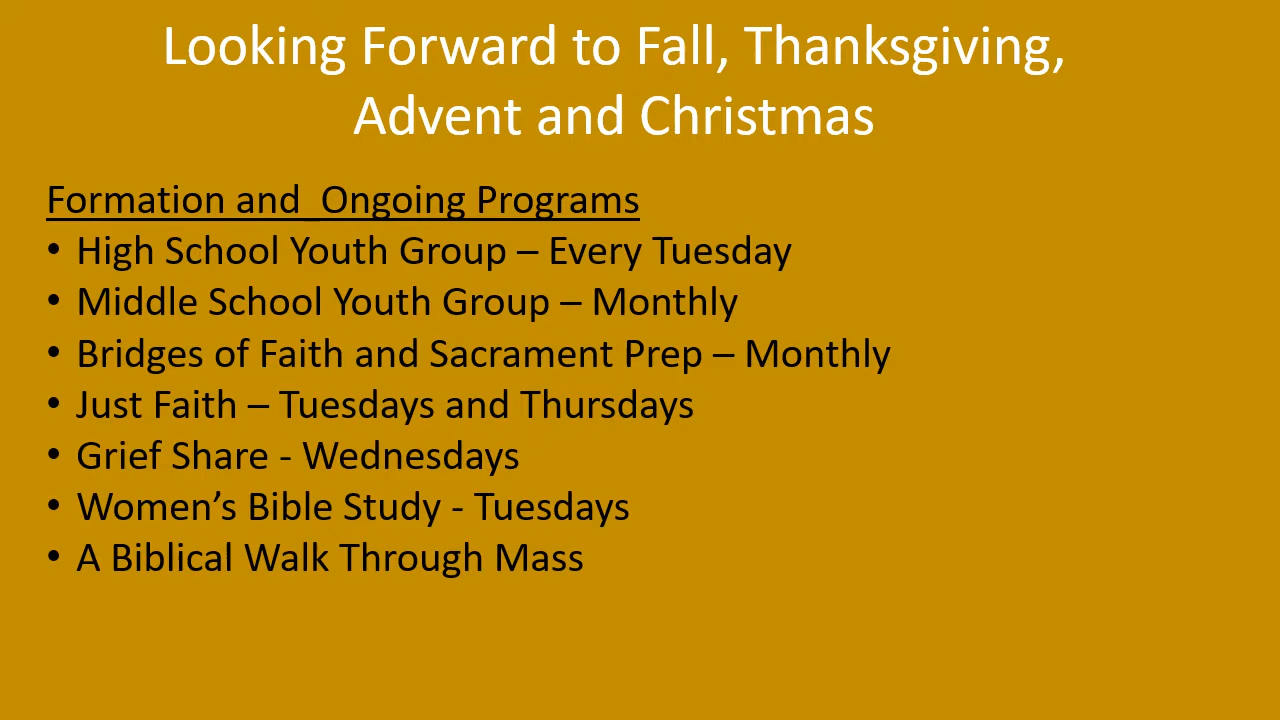 Looking Forward to Fall, Thanksgiving,
Advent and Christmas
Formation and  Ongoing Programs
• High School Youth Group – Every Tuesday
• Middle School Youth Group – Monthly
• Bridges of Faith and Sacrament Prep – Monthly
• Just Faith – Tuesdays and Thursdays
• Grief Share - Wednesdays
• Women’s Bible Study - Tuesdays
• A Biblical Walk Through Mass